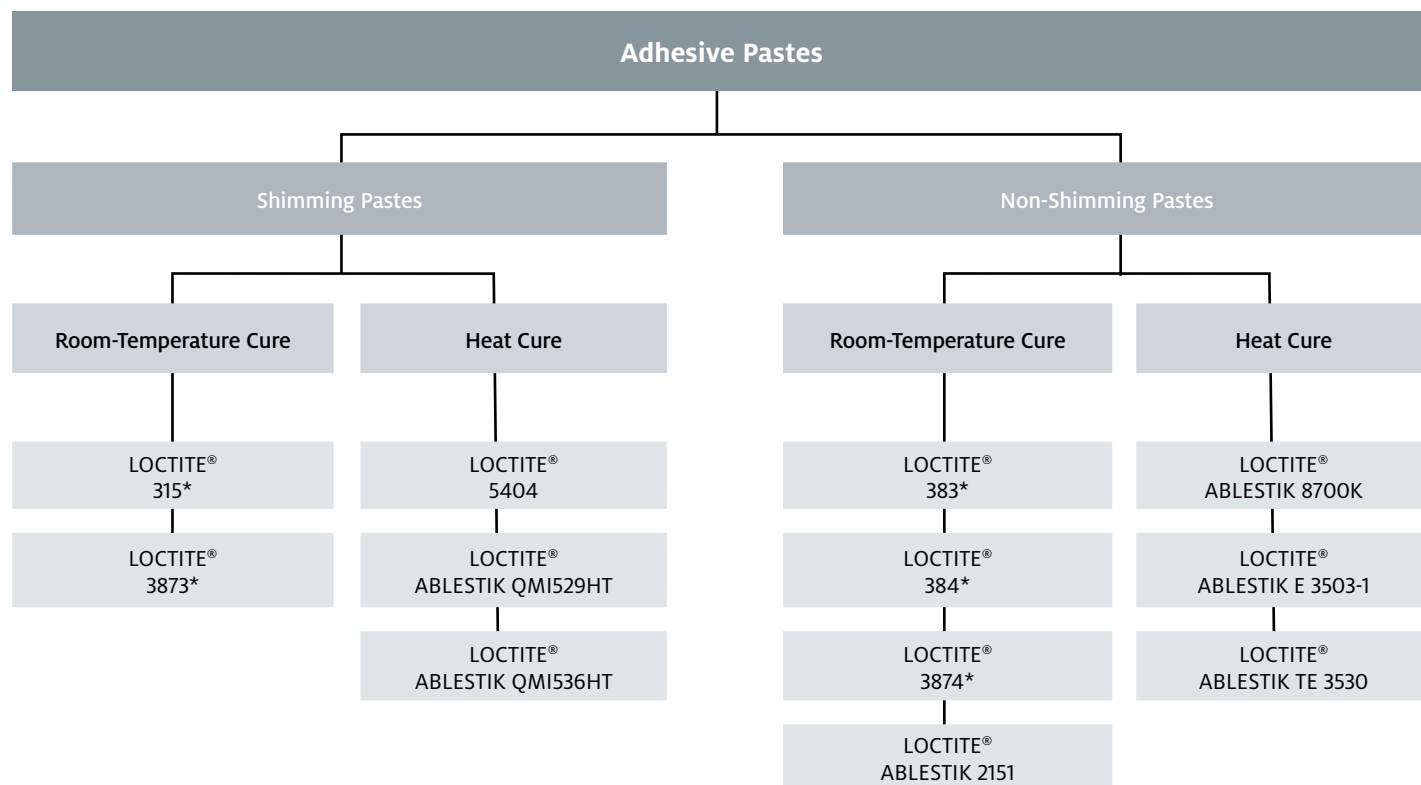 Adhesive Pastes
Shimming Pastes
Non-Shimming Pastes
Room-Temperature Cure
Heat Cure
Room-Temperature Cure
Heat Cure
LOCTITE®
315*
LOCTITE®
3873*
LOCTITE®
5404
LOCTITE®
ABLESTIK QMI529HT
LOCTITE®
ABLESTIK QMI536HT
LOCTITE®
383*
LOCTITE®
384*
LOCTITE®
3874*
LOCTITE®
ABLESTIK 2151
LOCTITE®
ABLESTIK 8700K
LOCTITE®
ABLESTIK E 3503-1
LOCTITE®
ABLESTIK TE 3530